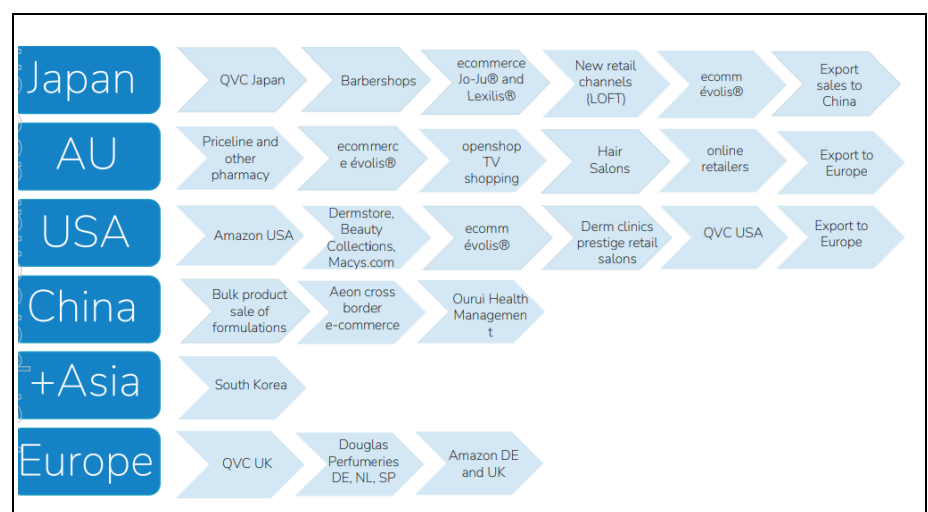 Japan
QVC Japan
Barbershops
ecommerce
Jo-Ju® and
Lexilis®
New retail
channels
(LOFT)
ecomm
évolis®
Export
sales to
China
AU
Priceline and
other
pharmacy
ecommerc
e évolis®
openshop
TV
shopping
Hair
Salons
online
retailers
Export to
Europe
USA
Amazon USA
Dermstore,
Beauty
Collections,
Macys.com
ecomm
évolis®
Derm clinics
prestige retail
salons
QVC USA
Export to
Europe
China
Bulk product
sale of
formulations
Aeon cross
border
e-commerce
Ourui Health
Managemen
t
+Asia
South Korea
Europe
QVC UK
Douglas
Perfumeries
DE, NL, SP
Amazon DE
and UK